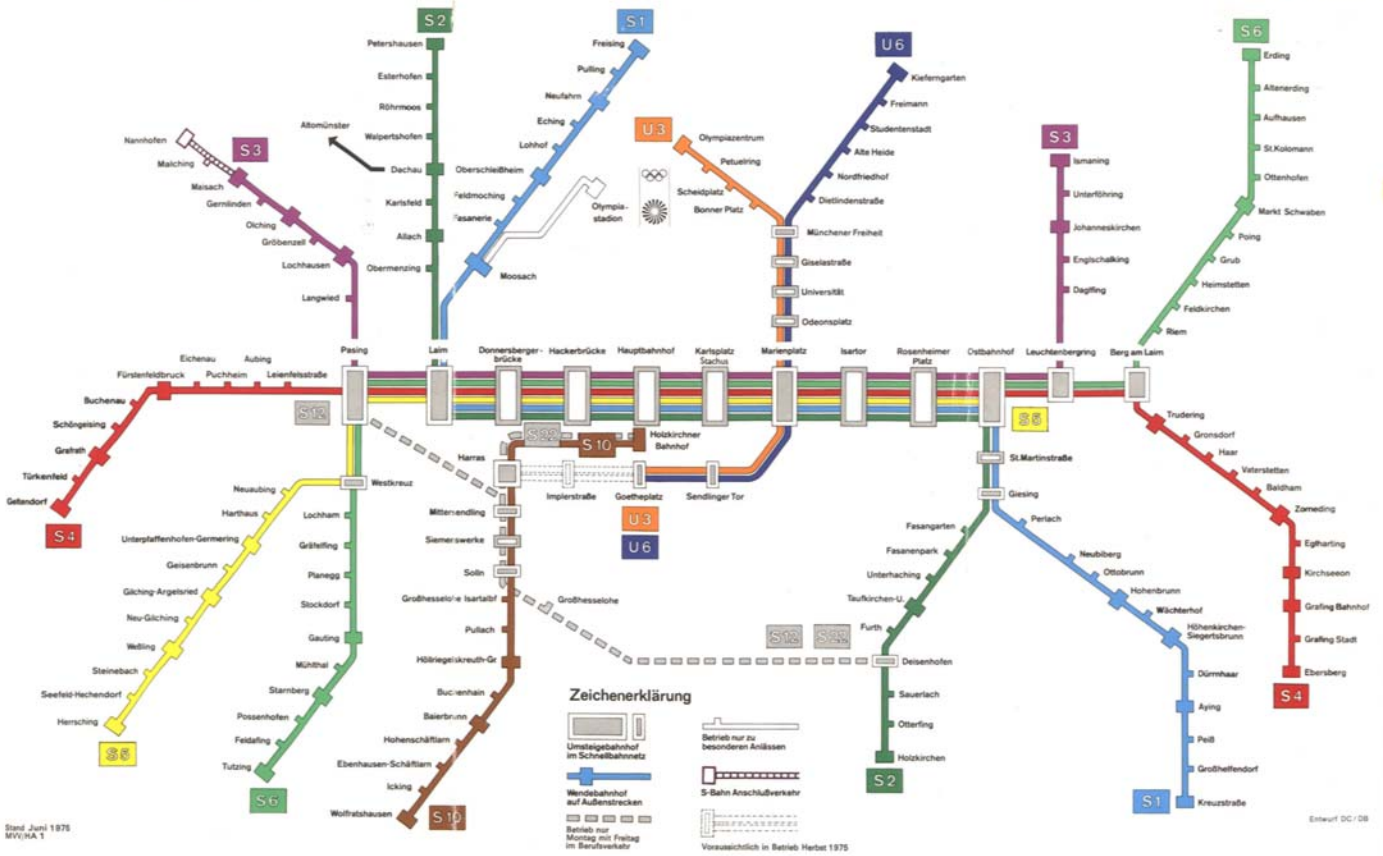 S2
S1
U6
S6
Petershausen
Esterhofen
Röhrmoos
Walpertshofen
Altomünster
Dachau
Karlsfeld
Allach
Obermenzing
Freising
Pulling
Neufahrn
Eching
Lohhof
Oberschleißheim
Feldmoching
Fasanerie
Moosach
Olympia-
stadion
Nannhofen
Malching
S3
Maisach
Gernlinden
Olching
Gröbenzell
Lochhausen
Langwied
U3
Olympiazentrum
Petuelring
Scheidplatz
Bonner Platz
Kieferngarten
Freimann
Studentenstadt
Alte Heide
Nordfriedhof
Dietlindenstraße
Münchener Freiheit
Giselastraße
Universität
Odeonsplatz
S3
Ismaning
Unterföhring
Johanneskirchen
Englschalking
Daglfing
Erding
Altenerding
Aufhausen
St.Kolomann
Ottenhofen
Markt Schwaben
Poing
Grub
Heimstetten
Feldkirchen
Riem
Pasing
Laim
Donnersberger-
brücke
Hackerbrücke
Hauptbahnhof
Karlsplatz
Stachus
Marienplatz
Isartor
Rosenheimer
Platz
Ostbahnhof
Leuchtenbergring
Berg am Laim
Fürstenfeldbruck
Eichenau
Puchheim
Aubing
Leienfelsstraße
Buchenau
Schöngeising
Grafrath
Türkenfeld
Geltendorf
S4
S12
S5
S22
S10
Holzkirchner
Bahnhof
Harras
Implerstraße
Goetheplatz
Sendlinger Tor
U3
U6
Westkreuz
Neuaubing
Harthaus
Unterpfaffenhofen-Germering
Geisenbrunn
Gilching-Argelsried
Neu-Gilching
Weßling
Steinebach
Seefeld-Hechendorf
Herrsching
S5
Lochham
Gräfelfing
Planegg
Stockdorf
Gauting
Mühlthal
Starnberg
Possenhofen
Feldafing
Tutzing
S6
Mittersendling
Siemenswerke
Solln
Großhesselohe Isartalbf
Pullach
Höllriegelskreuth-Gr
Buchenhain
Baierbrunn
Hohenschäftlarn
Ebenhausen-Schäftlarn
Icking
Wolfratshausen
S10
Großhesselohe
S12
S22
St.Martinstraße
Giesing
Fasangarten
Fasanenpark
Unterhaching
Taufkirchen-U.
Furth
Deisenhofen
Sauerlach
Otterfing
Holzkirchen
S2
Perlach
Neubiberg
Ottobrunn
Hohenbrunn
Wächterhof
Höhenkirchen-
Siegertsbrunn
Dürrnhaar
Aying
Peiß
Großhelfendorf
Kreuzstraße
S1
Trudering
Gronsdorf
Haar
Vaterstetten
Baldham
Zorneding
Eglharting
Kirchseeon
Grafing Bahnhof
Grafing Stadt
Ebersberg
S4
Zeichenerklärung
Umsteigebahnhof
im Schnellbahnnetz
Wendebahnhof
auf Außenstrecken
Betrieb nur
Montag mit Freitag
im Berufsverkehr
Betrieb nur zu
besonderen Anlässen
S-Bahn Anschlußverkehr
Voraussichtlich in Betrieb Herbst 1975
Stand Juni 1975
MVV/HA 1
Entwurf DC/DB